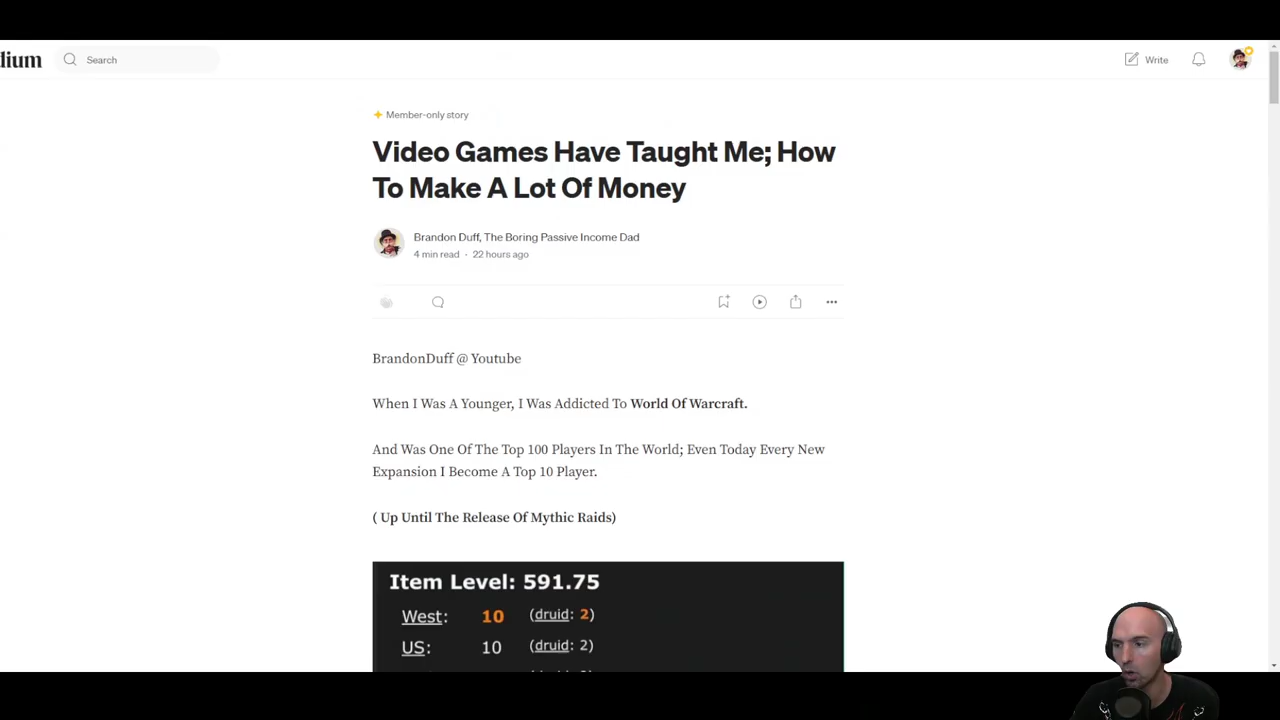 dium
Search
Write
Member-only story
Video Games Have Taught Me; How
To Make A Lot Of Money
Brandon Duff, The Boring Passive Income Dad
4 min read · 22 hours ago
BrandonDuff @ Youtube
When I Was A Younger, I Was Addicted To World Of Warcraft.
And Was One Of The Top 100 Players In The World; Even Today Every New
Expansion I Become A Top 10 Player.
( Up Until The Release Of Mythic Raids)
Item Level: 591.75
West: 10 (druid: 2)
US: 10 (druid: 2)